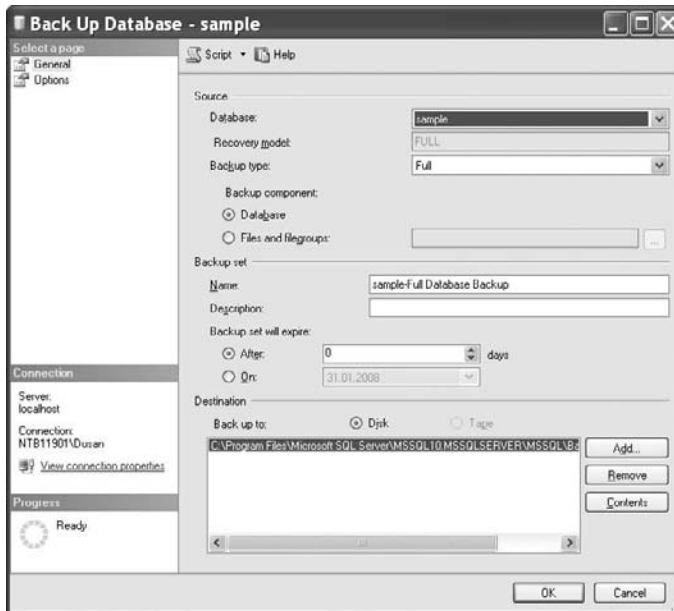 Back Up Database - sample
Select a page
General
Options
Script Help
Source
Database: sample
Recovery model: FULL
Backup type: Full
Backup component:
Database
Files and filegroups: ...
Backup set
Name: sample-Full Database Backup
Description:
Backup set will expire:
After: 0 days
On: 31.01.2008
Destination
Back up to: Disk Tape
C:\Program Files\Microsoft SQL Server\MSSQL10.MSSQLSERVER\MSSQL\Ba
Add...
Remove
Contents
Connection
Server:
localhost
Connection:
NTB11901\Dusan
View connection properties
Progress
Ready
OK Cancel